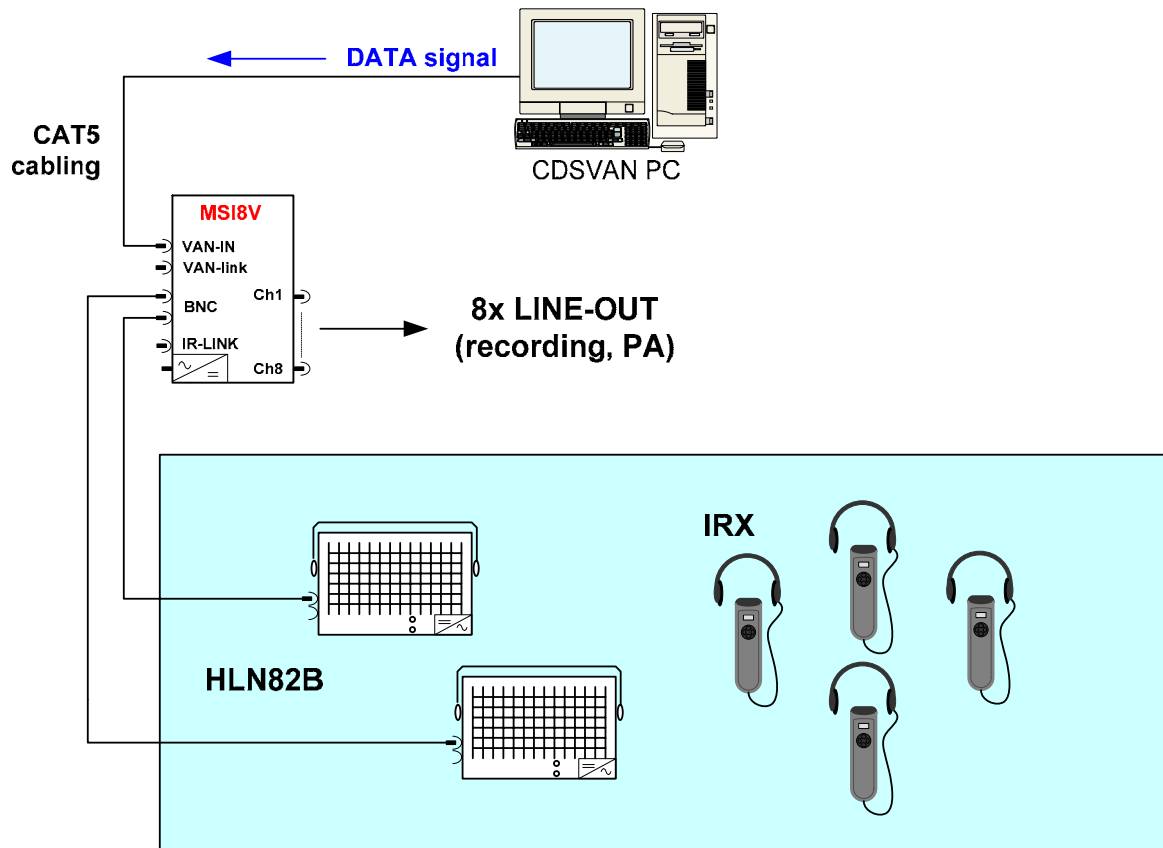 DATA signal
CAT5
cabling
CDSVAN PC
MSI8V
VAN-IN
VAN-link
BNC
Ch1
IR-LINK
Ch8
8x LINE-OUT
(recording, PA)
IRX
HLN82B